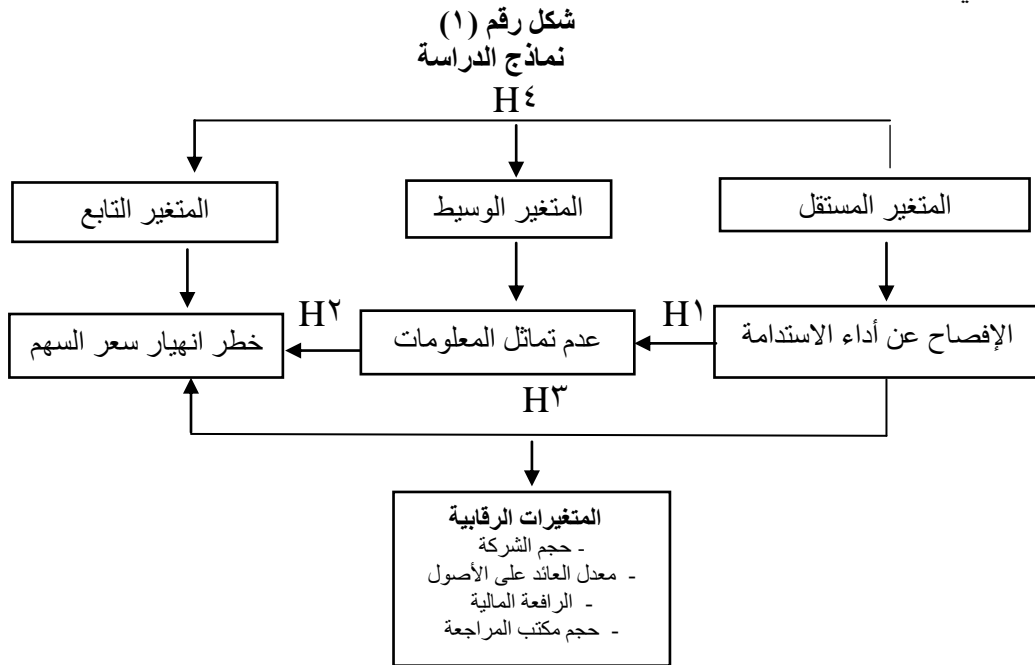 شكل رقم (١)
نماذج الدراسة
H٤
المتغير المستقل
المتغير الوسيط
المتغير التابع
H١
H٢
الإفصاح عن أداء الاستدامة
عدم تماثل المعلومات
خطر انهيار سعر السهم
H٣
المتغيرات الرقابية
- حجم الشركة
- معدل العائد على الأصول
- الرافعة المالية
- حجم مكتب المراجعة